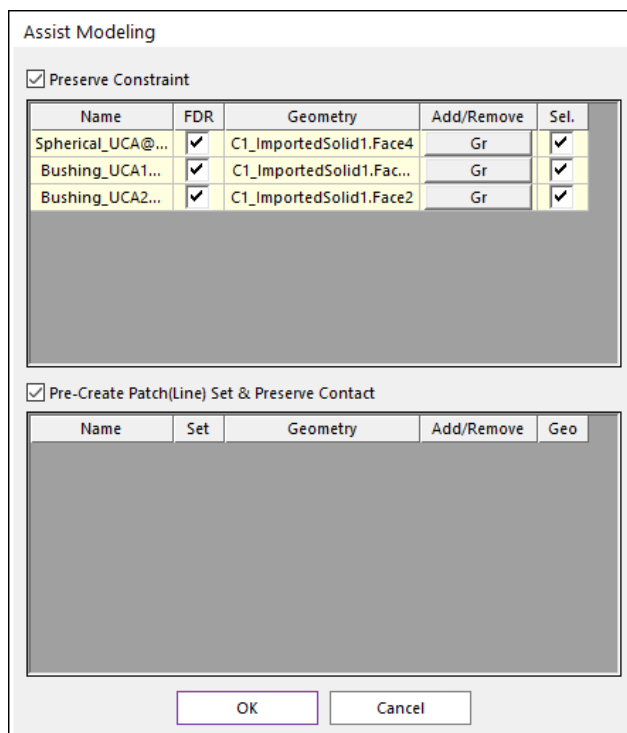 Assist Modeling
Preserve Constraint
Name FDR Geometry Add/Remove Sel.
Spherical_UCA@... C1_ImportedSolid1.Face4 Gr
Bushing_UCA1... C1_ImportedSolid1.Fac... Gr
Bushing_UCA2... C1_ImportedSolid1.Face2 Gr
Pre-Create Patch(Line) Set & Preserve Contact
Name Set Geometry Add/Remove Geo
OK Cancel